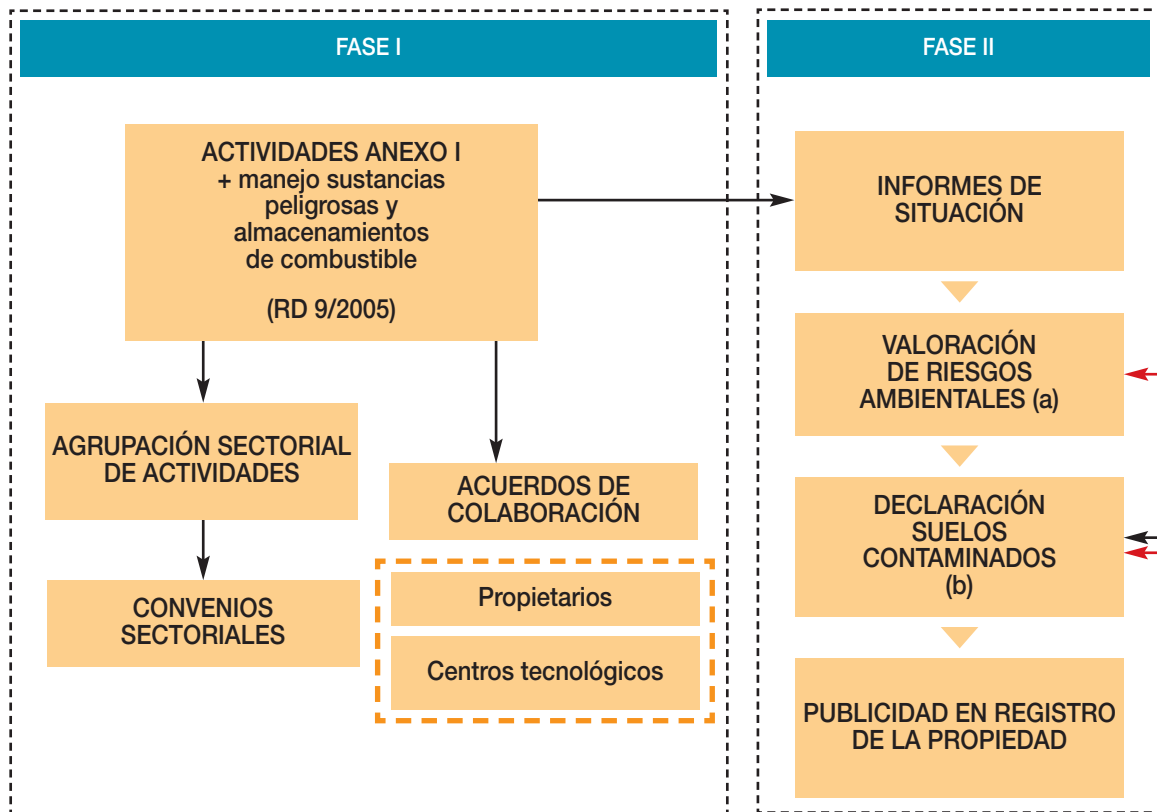 FASE I
ACTIVIDADES ANEXO I
+ manejo sustancias
peligrosas y
almacenamientos
de combustible
(RD 9/2005)
AGRUPACIÓN SECTORIAL
DE ACTIVIDADES
ACUERDOS DE
COLABORACIÓN
CONVENIOS
SECTORIALES
Propietarios
Centros tecnológicos
FASE II
INFORMES DE
SITUACIÓN
VALORACIÓN
DE RIESGOS
AMBIENTALES (a)
DECLARACIÓN
SUELOS
CONTAMINADOS
(b)
PUBLICIDAD EN REGISTRO
DE LA PROPIEDAD